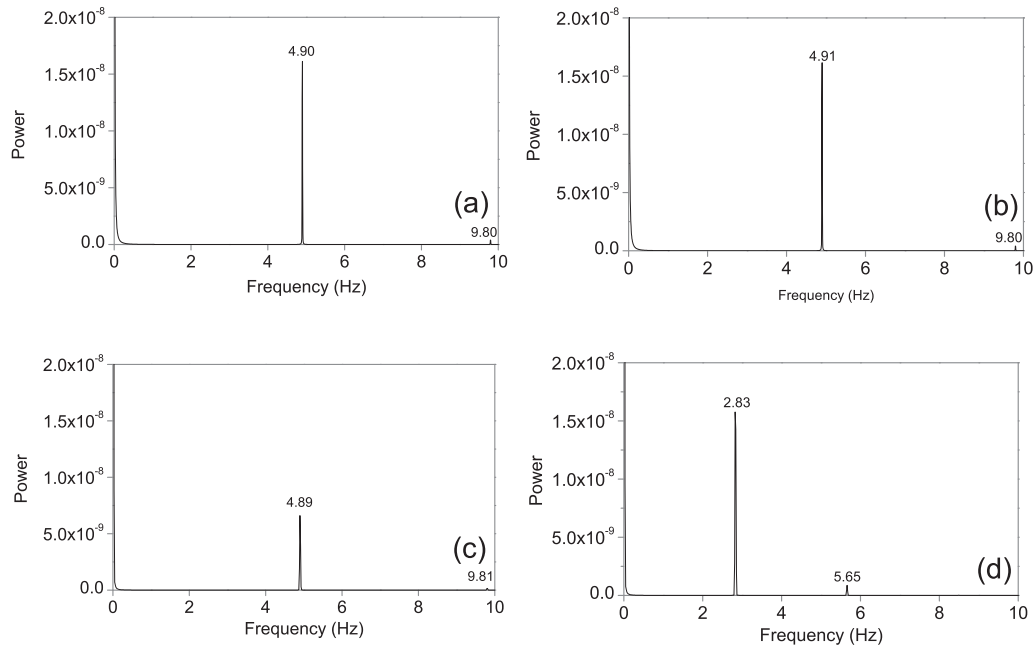 2.0x10⁻⁸
4.90
1.5x10⁻⁸
1.0x10⁻⁸
Power
5.0x10⁻⁹
(a)
9.80
0.0
0 2 4 6 8 10
Frequency (Hz)
2.0x10⁻⁸
4.91
1.5x10⁻⁸
1.0x10⁻⁸
Power
5.0x10⁻⁹
(b)
9.80
0.0
0 2 4 6 8 10
Frequency (Hz)
2.0x10⁻⁸
1.5x10⁻⁸
1.0x10⁻⁸
4.89
Power
5.0x10⁻⁹
(c)
9.81
0.0
0 2 4 6 8 10
Frequency (Hz)
2.0x10⁻⁸
2.83
1.5x10⁻⁸
1.0x10⁻⁸
Power
5.0x10⁻⁹
(d)
5.65
0.0
0 2 4 6 8 10
Frequency (Hz)